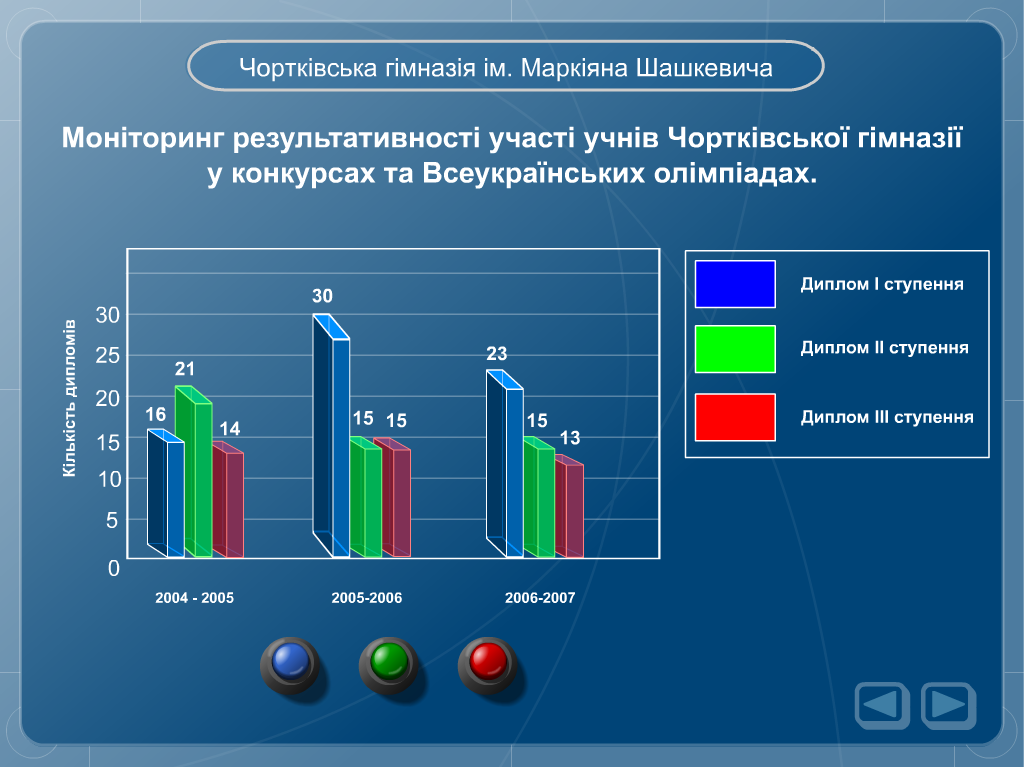 Чортківська гімназія ім. Маркіяна Шашкевича
Моніторинг результативності участі учнів Чортківської гімназії
у конкурсах та Всеукраїнських олімпіадах.
Кількість дипломів
30
25
20
15
10
5
0
16
21
14
30
15
15
23
15
13
2004 - 2005
2005-2006
2006-2007
Диплом І ступення
Диплом ІІ ступення
Диплом ІІІ ступення